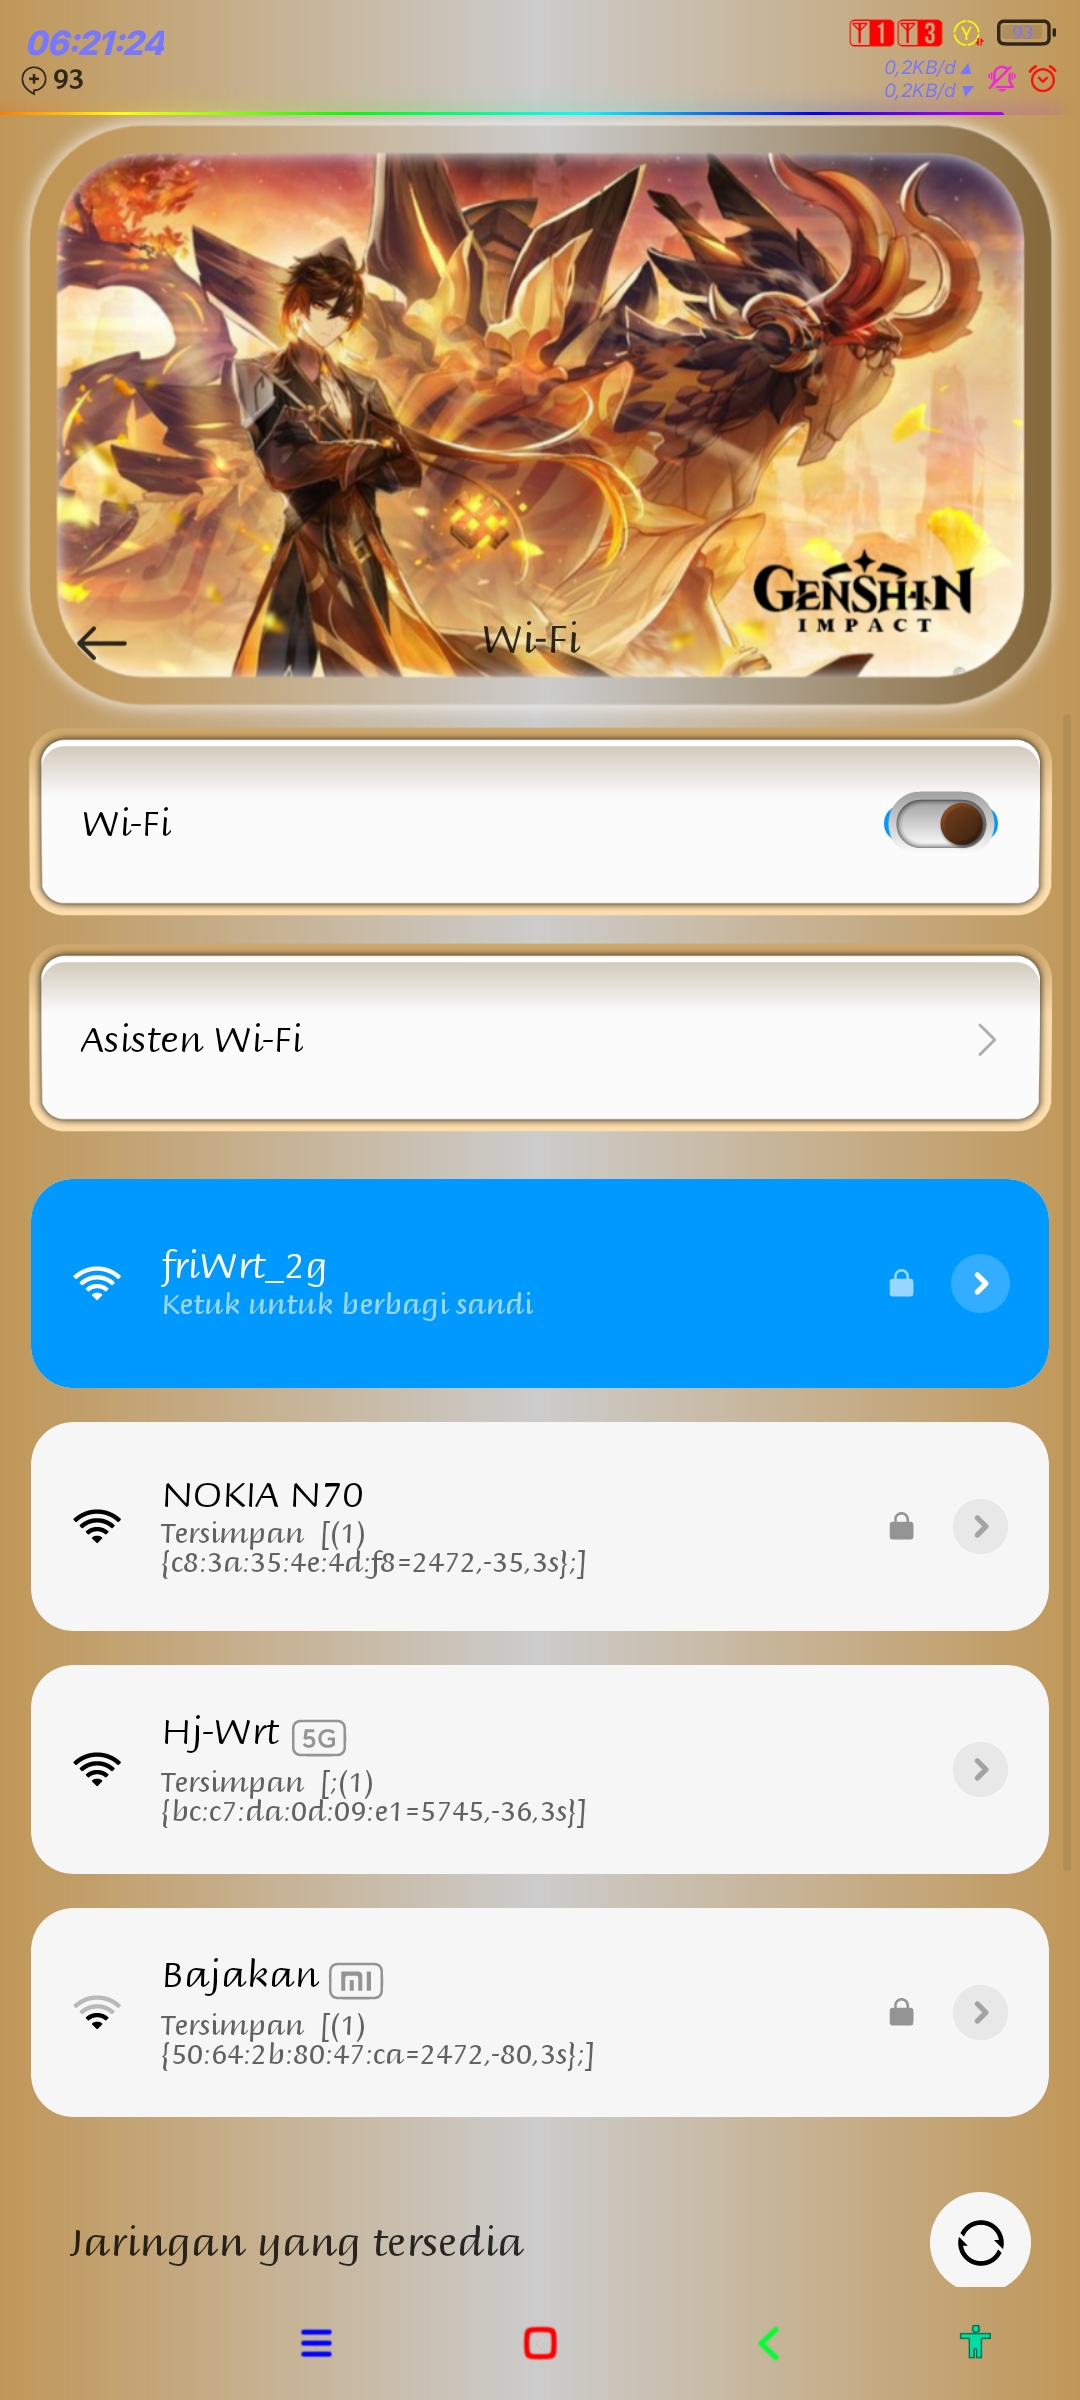 06:21:24
1 3 Y 93
93
0,2KB/d
0,2KB/d
GENSHIN
IMPACT
Wi-Fi
Wi-Fi
Asisten Wi-Fi
friWrt_2g
Ketuk untuk berbagi sandi
NOKIA N70
Tersimpan [(1)
{c8:3a:35:4e:4d:f8=2472,-35,3s};]
Hj-Wrt 5G
Tersimpan [;(1)
{bc:c7:da:0d:09:e1=5745,-36,3s}]
Bajakan MI
Tersimpan [(1)
{50:64:2b:80:47:ca=2472,-80,3s};]
Jaringan yang tersedia